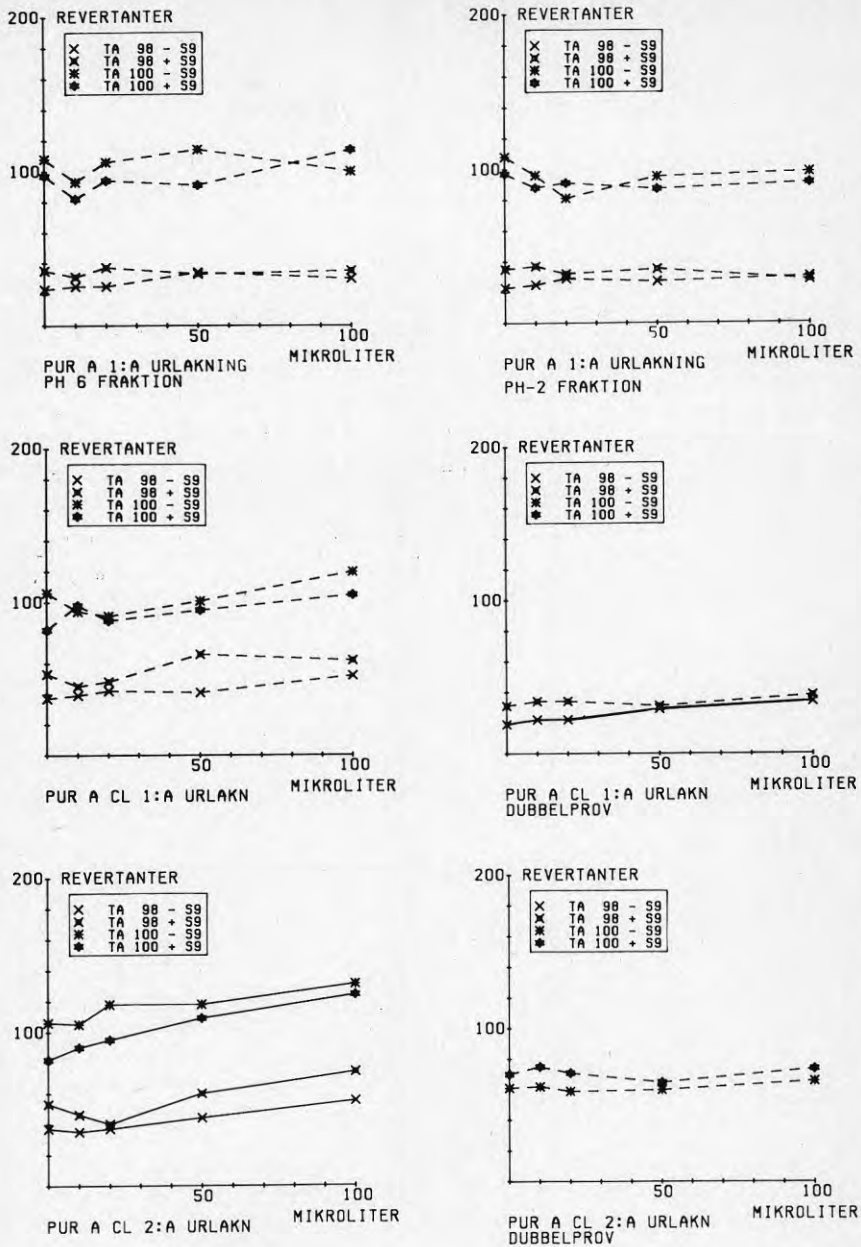 200 REVERTANTER
TA 98 - S9
TA 98 + S9
TA 100 - S9
TA 100 + S9
100
50 100
MIKROLITER
PUR A 1:A URLAKNING
PH 6 FRAKTION
200 REVERTANTER
TA 98 - S9
TA 98 + S9
TA 100 - S9
TA 100 + S9
100
50 100
MIKROLITER
PUR A 1:A URLAKNING
PH-2 FRAKTION
200 REVERTANTER
TA 98 - S9
TA 98 + S9
TA 100 - S9
TA 100 + S9
100
50 100
MIKROLITER
PUR A CL 1:A URLAKN
200 REVERTANTER
TA 98 - S9
TA 98 + S9
TA 100 - S9
TA 100 + S9
100
50 100
MIKROLITER
PUR A CL 1:A URLAKN
DUBBELPROV
200 REVERTANTER
TA 98 - S9
TA 98 + S9
TA 100 - S9
TA 100 + S9
100
50 100
MIKROLITER
PUR A CL 2:A URLAKN
200 REVERTANTER
TA 98 - S9
TA 98 + S9
TA 100 - S9
TA 100 + S9
100
50 100
MIKROLITER
PUR A CL 2:A URLAKN
DUBBELPROV